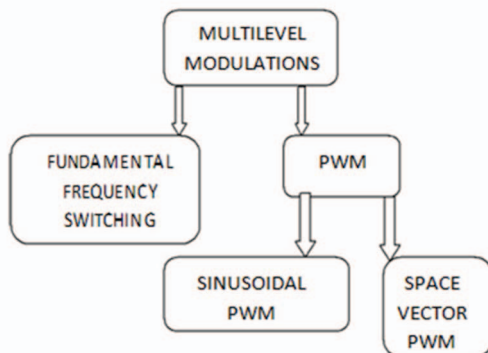 MULTILEVEL
MODULATIONS
FUNDAMENTAL
FREQUENCY
SWITCHING
PWM
SINUSOIDAL
PWM
SPACE
VECTOR
PWM